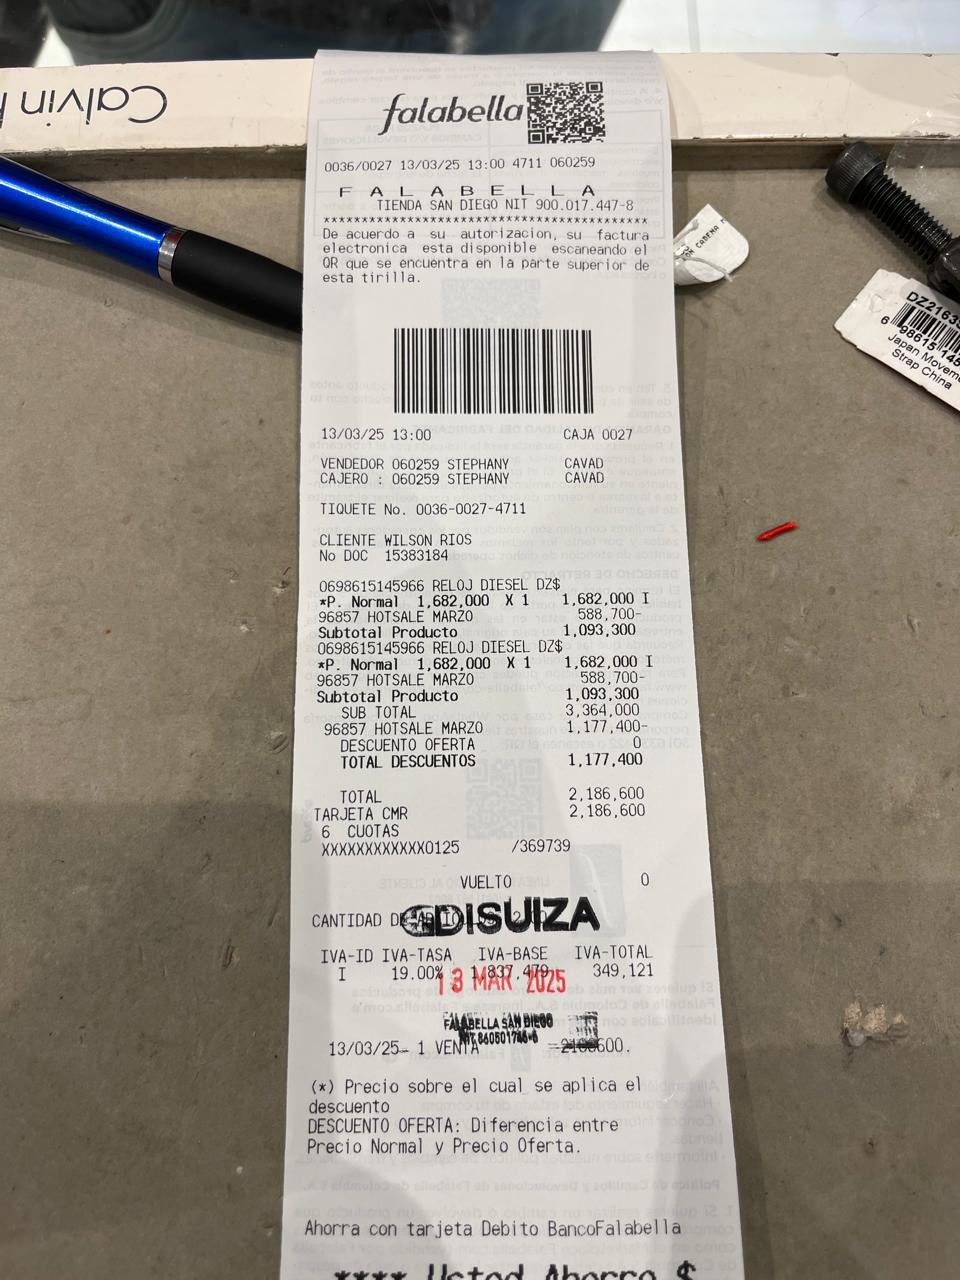 Calvin
falabella
0036/0027 13/03/25 13:00 4711 060259
F A L A B E L L A
TIENDA SAN DIEGO NIT 900.017.447-8
**********************************************
De acuerdo a su autorizacion, su factura
electronica esta disponible escaneando el
QR que se encuentra en la parte superior de
esta tirilla.
13/03/25 13:00 CAJA 0027
VENDEDOR 060259 STEPHANY CAVAD
CAJERO : 060259 STEPHANY CAVAD
TIQUETE No. 0036-0027-4711
CLIENTE WILSON RIOS
No DOC 15383184
0698615145966 RELOJ DIESEL DZ$
*P. Normal 1,682,000 X 1 1,682,000 I
96857 HOTSALE MARZO 588,700-
Subtotal Producto 1,093,300
0698615145966 RELOJ DIESEL DZ$
*P. Normal 1,682,000 X 1 1,682,000 I
96857 HOTSALE MARZO 588,700-
Subtotal Producto 1,093,300
SUB TOTAL 3,364,000
96857 HOTSALE MARZO 1,177,400-
DESCUENTO OFERTA 0
TOTAL DESCUENTOS 1,177,400
TOTAL 2,186,600
TARJETA CMR 2,186,600
6 CUOTAS
XXXXXXXXXXXX0125 /369739
VUELTO 0
CANTIDAD
DISUIZA
IVA-ID IVA-TASA IVA-BASE IVA-TOTAL
I 19.00% 1,837,479 349,121
13 MAR 2025
FALABELLA SAN DIEGO
13/03/25- 1 VENTA
(*) Precio sobre el cual se aplica el
descuento
DESCUENTO OFERTA: Diferencia entre
Precio Normal y Precio Oferta.
Ahorra con tarjeta Debito BancoFalabella
**** Usted Ahorro $
Japan
Strap China